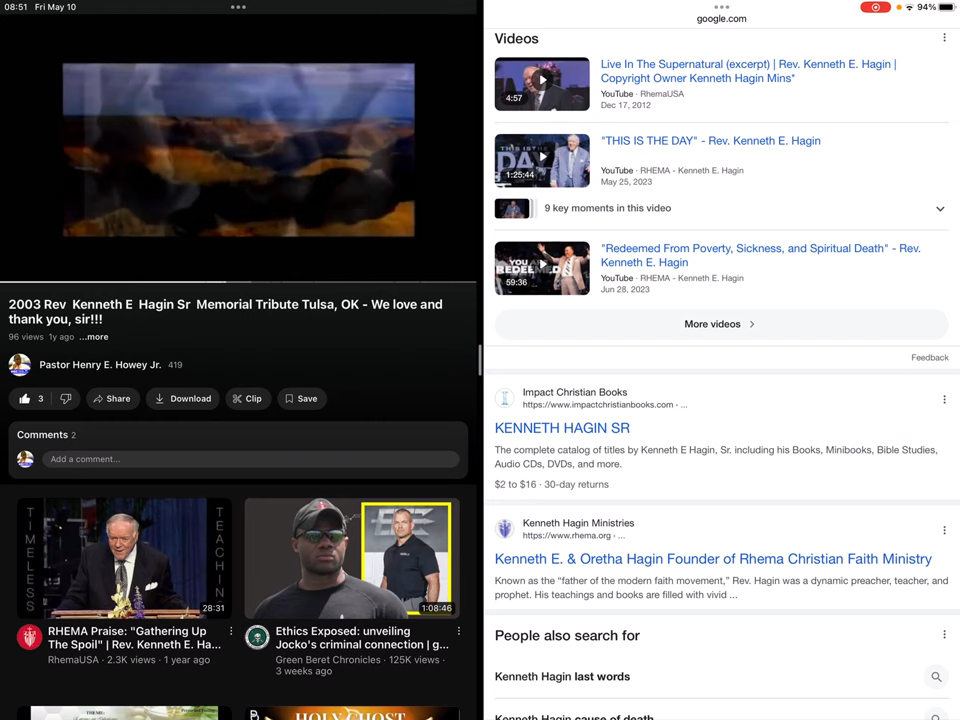 08:51 Fri May 10
2003 Rev Kenneth E Hagin Sr Memorial Tribute Tulsa, OK - We love and
thank you, sir!!!
96 views 1y ago ...more
Pastor Henry E. Howey Jr. 419
3 Share Download Clip Save
Comments 2
Add a comment...
TIMELESS
TEACHIN
28:31
1:08:46
RHEMA Praise: "Gathering Up
The Spoil" | Rev. Kenneth E. Ha...
RhemaUSA · 2.3K views · 1 year ago
Ethics Exposed: unveiling
Jocko's criminal connection | g...
Green Beret Chronicles · 125K views ·
3 weeks ago
HOLY GHOST
94%
google.com
Videos
4:57
Live In The Supernatural (excerpt) | Rev. Kenneth E. Hagin |
Copyright Owner Kenneth Hagin Mins*
YouTube · RhemaUSA
Dec 17, 2012
THIS IS THE
DAY
1:25:44
"THIS IS THE DAY" - Rev. Kenneth E. Hagin
YouTube · RHEMA - Kenneth E. Hagin
May 25, 2023
9 key moments in this video
YOU
REDEEMED
59:36
"Redeemed From Poverty, Sickness, and Spiritual Death" - Rev.
Kenneth E. Hagin
YouTube · RHEMA - Kenneth E. Hagin
Jun 28, 2023
More videos
Feedback
Impact Christian Books
https://www.impactchristianbooks.com › ...
KENNETH HAGIN SR
The complete catalog of titles by Kenneth E Hagin, Sr. including his Books, Minibooks, Bible Studies,
Audio CDs, DVDs, and more.
$2 to $16 · 30-day returns
Kenneth Hagin Ministries
https://www.rhema.org › ...
Kenneth E. & Oretha Hagin Founder of Rhema Christian Faith Ministry
Known as the “father of the modern faith movement,” Rev. Hagin was a dynamic preacher, teacher, and
prophet. His teachings and books are filled with vivid ...
People also search for
Kenneth Hagin last words
Kenneth Hagin cause of death